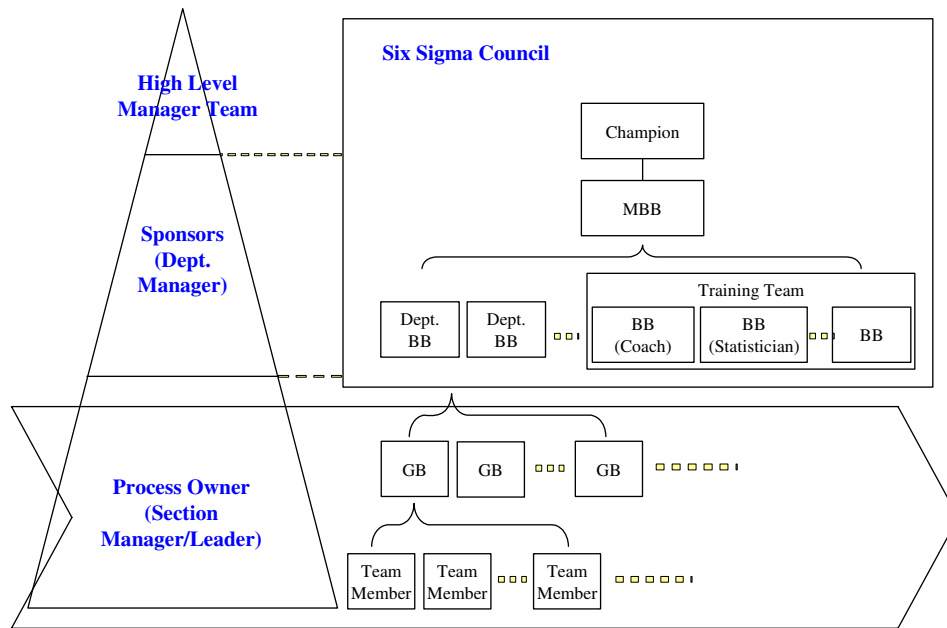 Six Sigma Council
High Level
Manager Team
Champion
MBB
Sponsors
(Dept.
Manager)
Training Team
Dept.
BB
Dept.
BB
BB
(Coach)
BB
(Statistician)
BB
GB
GB
GB
Process Owner
(Section
Manager/Leader)
Team
Member
Team
Member
Team
Member